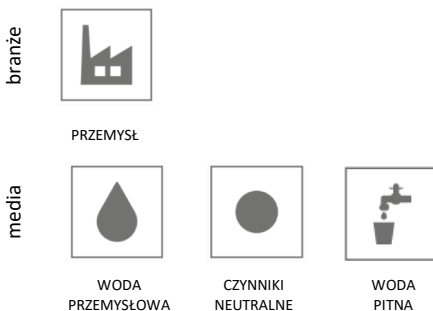 branże
PRZEMYSŁ
media
WODA
PRZEMYSŁOWA
CZYNNIKI
NEUTRALNE
WODA
PITNA